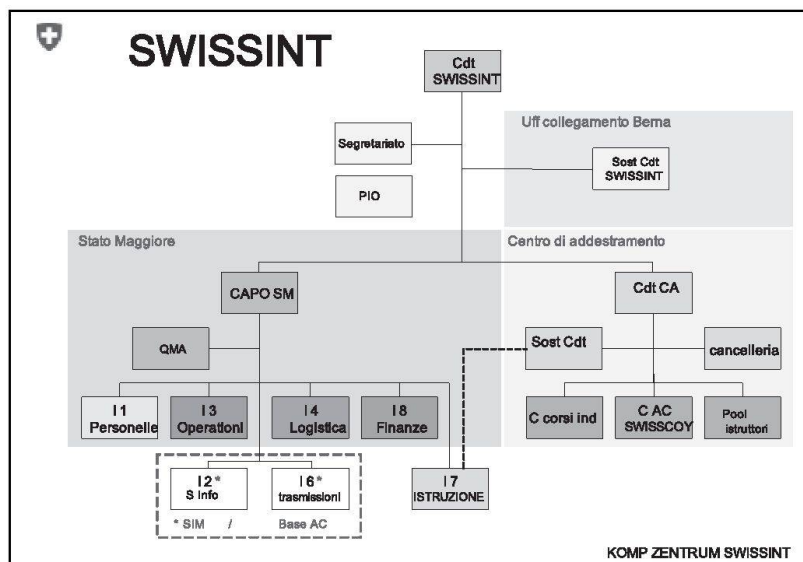 SWISSINT
Cdt
SWISSINT
Uff collegamento Berna
Segretariato
Sost Cdt
SWISSINT
PIO
Stato Maggiore
Centro di addestramento
CAPO SM
Cdt CA
QMA
Sost Cdt
cancelleria
I 1
Personelle
I 3
Operationi
I 4
Logistica
I 8
Finanze
C corsi ind
C AC
SWISSCOY
Pool
istruttori
I 2*
S Info
I 6*
trasmissioni
I 7
ISTRUZIONE
* SIM / Base AC
KOMP ZENTRUM SWISSINT